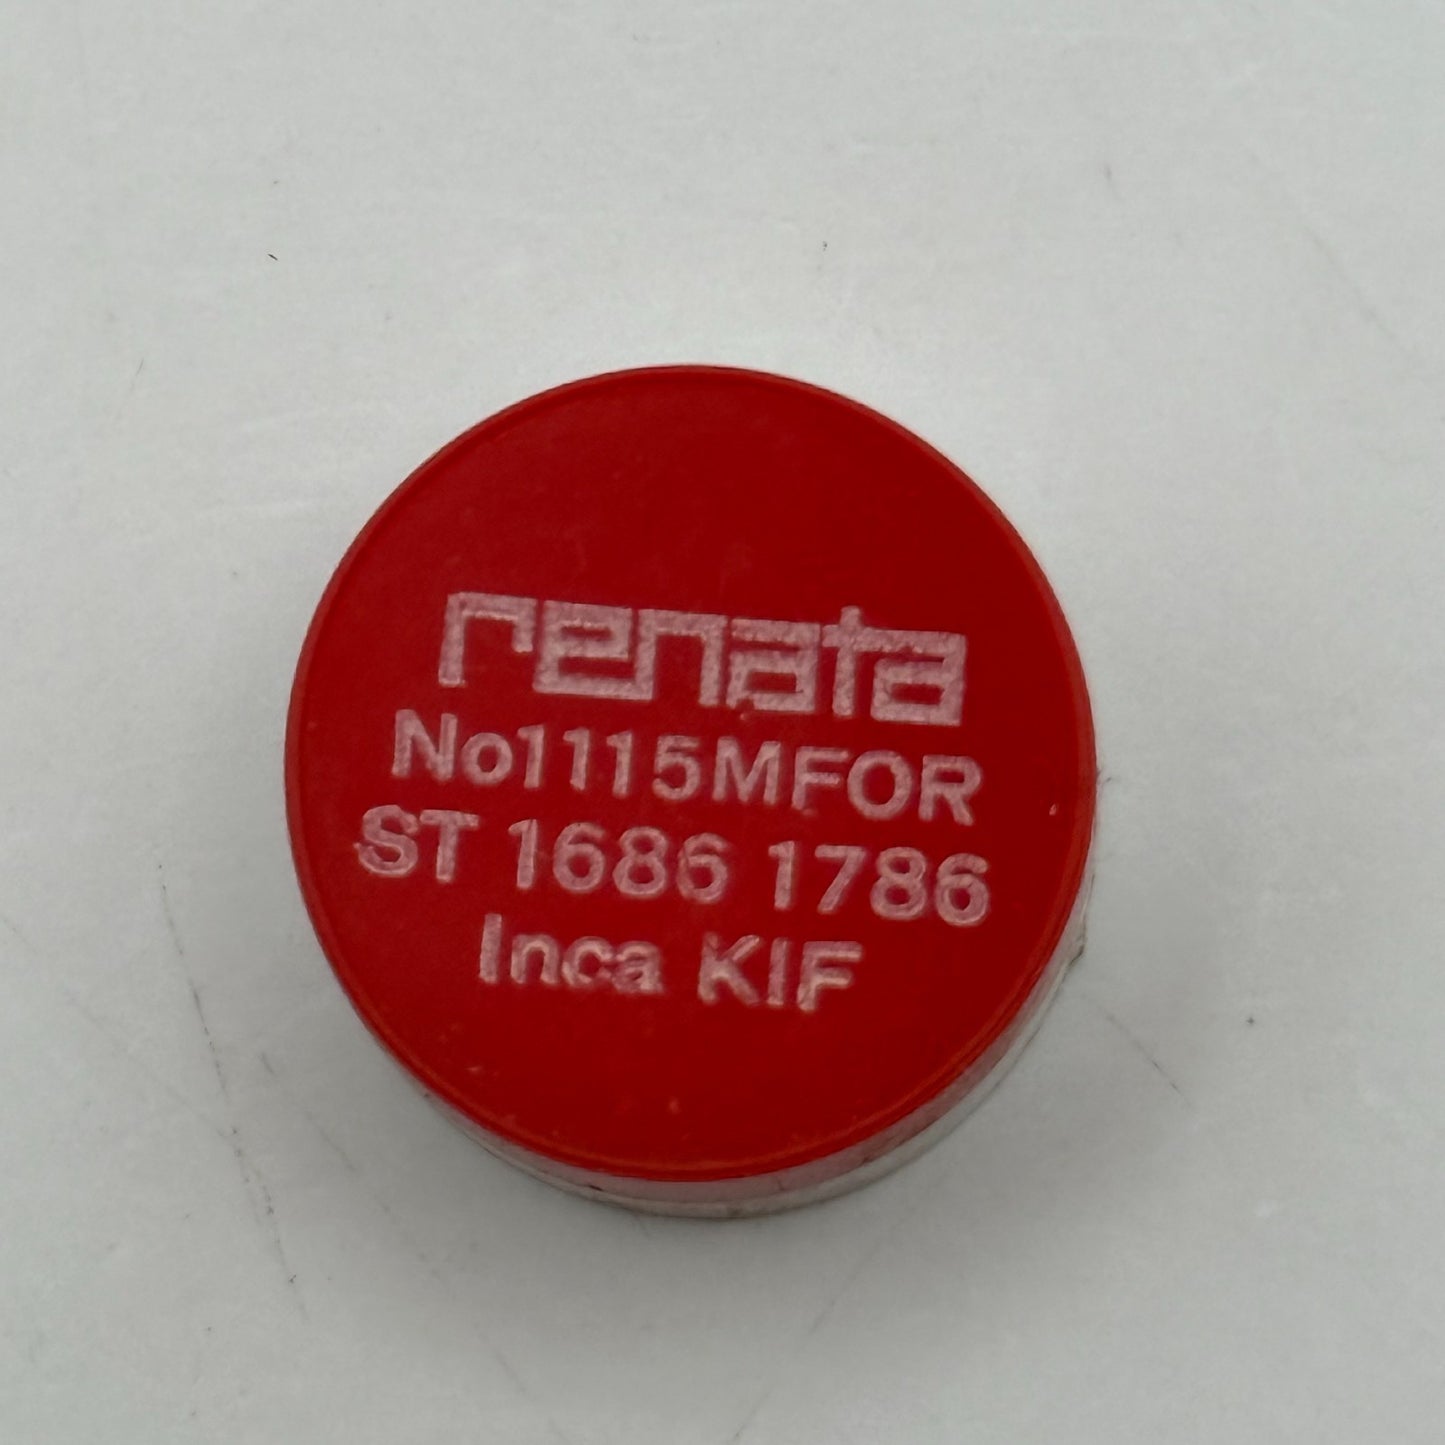 renata
No1115MFOR
ST 1686 1786
Inca KIF